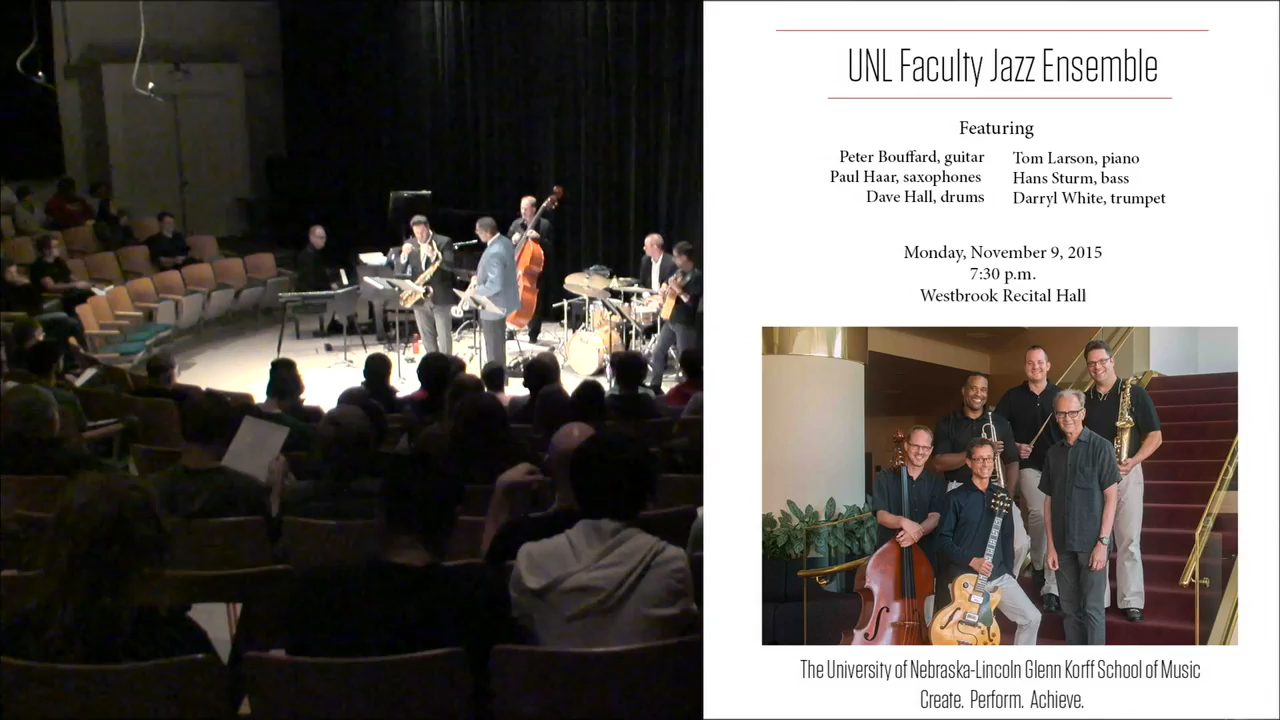 UNL Faculty Jazz Ensemble
Featuring
Peter Bouffard, guitar
Paul Haar, saxophones
Dave Hall, drums
Tom Larson, piano
Hans Sturm, bass
Darryl White, trumpet
Monday, November 9, 2015
7:30 p.m.
Westbrook Recital Hall
The University of Nebraska-Lincoln Glenn Korff School of Music
Create. Perform. Achieve.